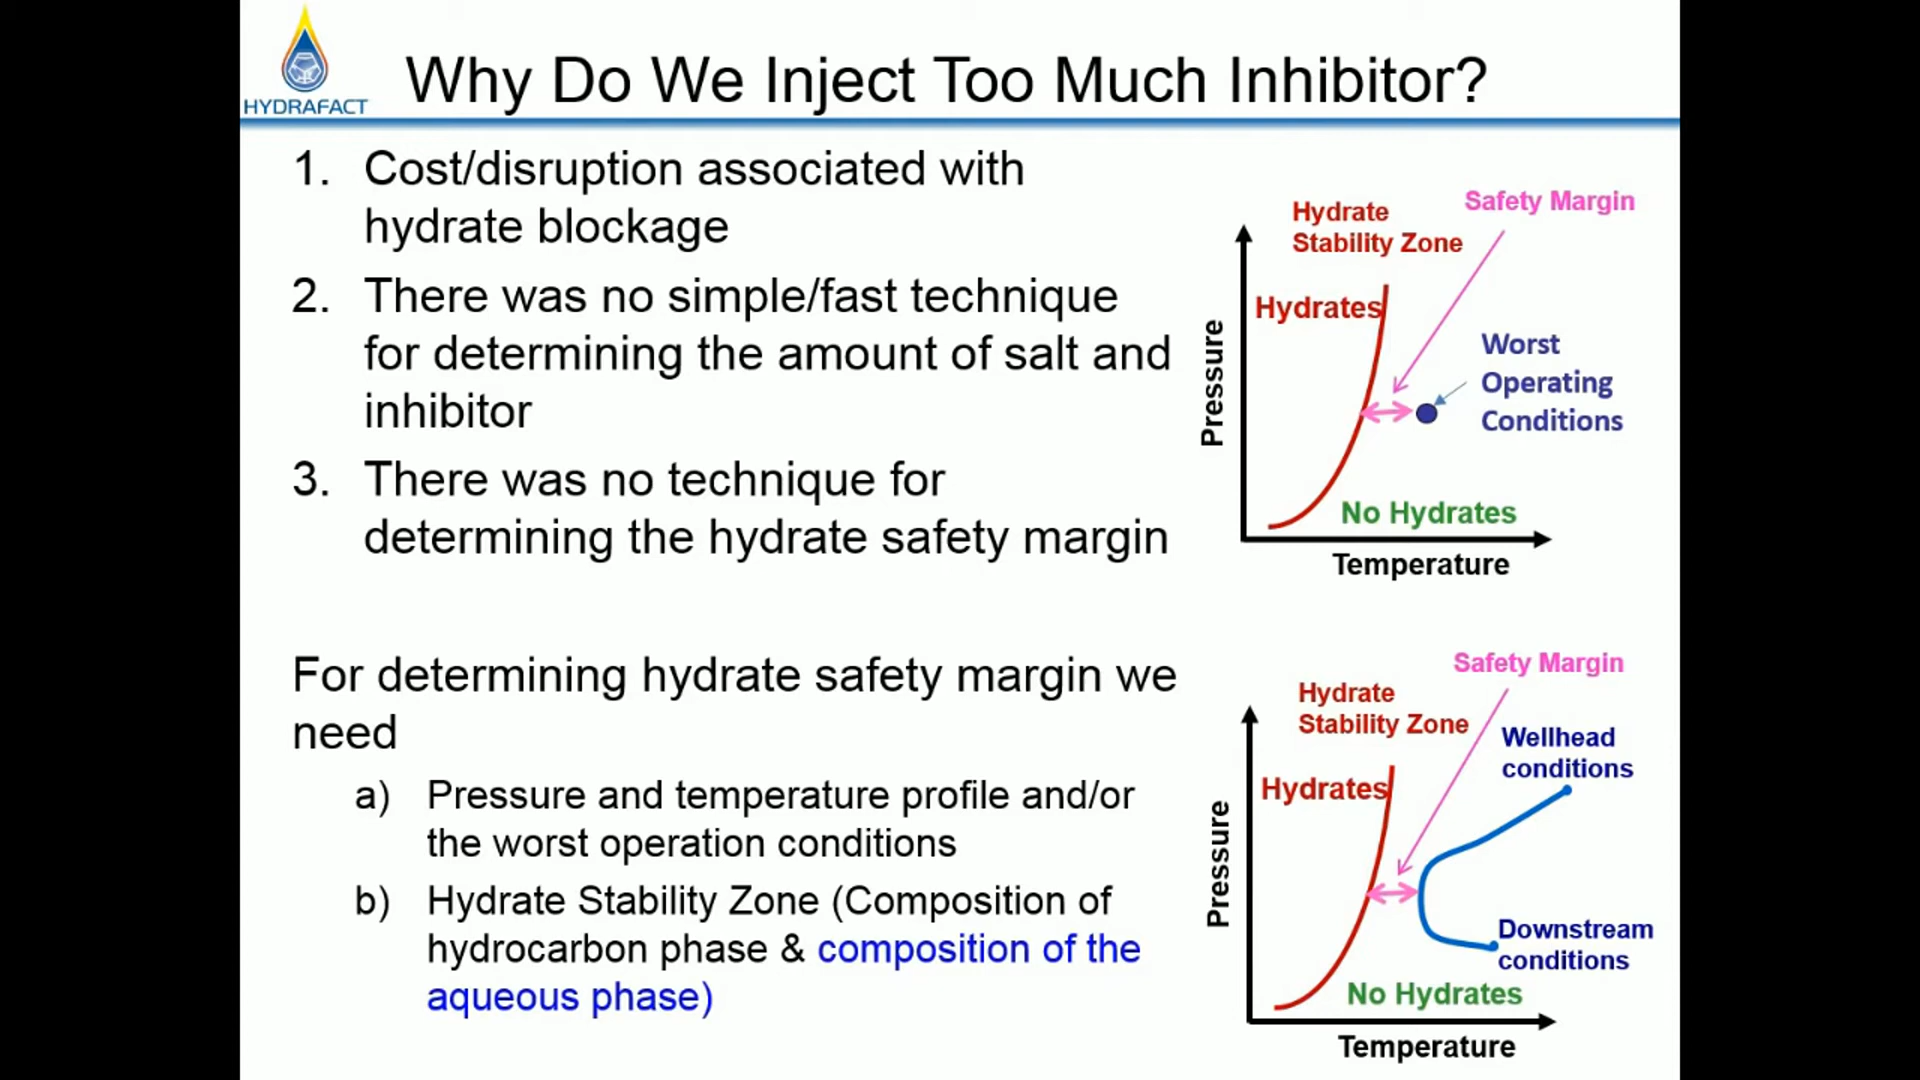 HYDRAFACT
Why Do We Inject Too Much Inhibitor?
1. Cost/disruption associated with
hydrate blockage
2. There was no simple/fast technique
for determining the amount of salt and
inhibitor
3. There was no technique for
determining the hydrate safety margin
For determining hydrate safety margin we
need
a) Pressure and temperature profile and/or
the worst operation conditions
b) Hydrate Stability Zone (Composition of
hydrocarbon phase & composition of the
aqueous phase)
Safety Margin
Hydrate
Stability Zone
Hydrates
Worst
Operating
Conditions
Pressure
No Hydrates
Temperature
Safety Margin
Hydrate
Stability Zone
Wellhead
conditions
Hydrates
Pressure
Downstream
conditions
No Hydrates
Temperature